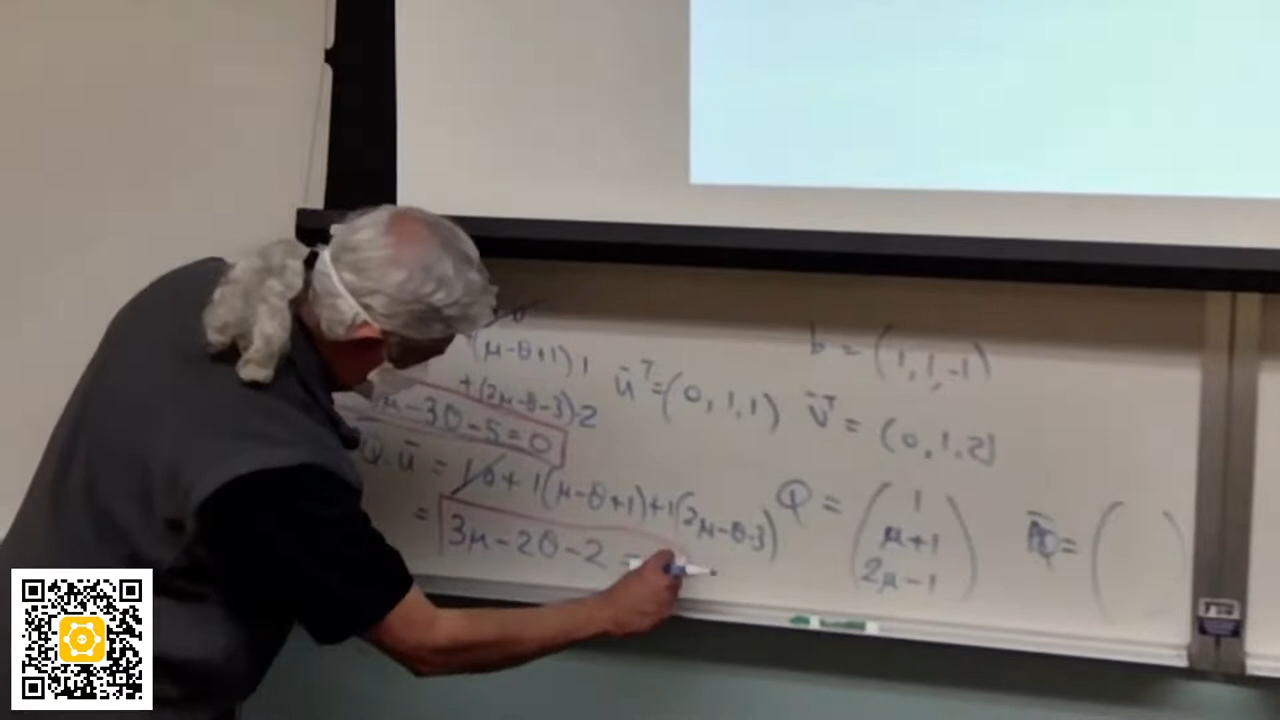 (μ-θ+1)1
+(2μ-θ-3)·2
μ-3θ-5=0
Q.ū = 1·0+1(μ-θ+1)+1(2μ-θ-3)
= 3μ-2θ-2 =
b = (1,1,-1)
ū^T=(0,1,1) v̄^T = (0,1,2)
Q = ( 1
μ+1
2μ-1 )
= ( )